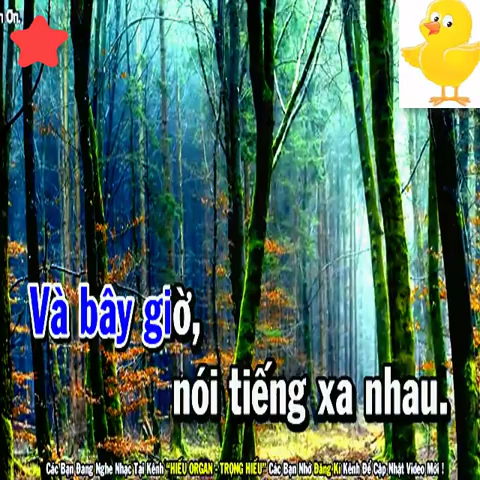 n Ơn.
Và bây giờ,
nói tiếng xa nhau.
Các Bạn Đang Nghe Nhạc Tại Kênh "HIẾU ORGAN - TRỌNG HIẾU" Các Bạn Nhớ Đăng Kí Kênh Để Cập Nhật Video Mới !